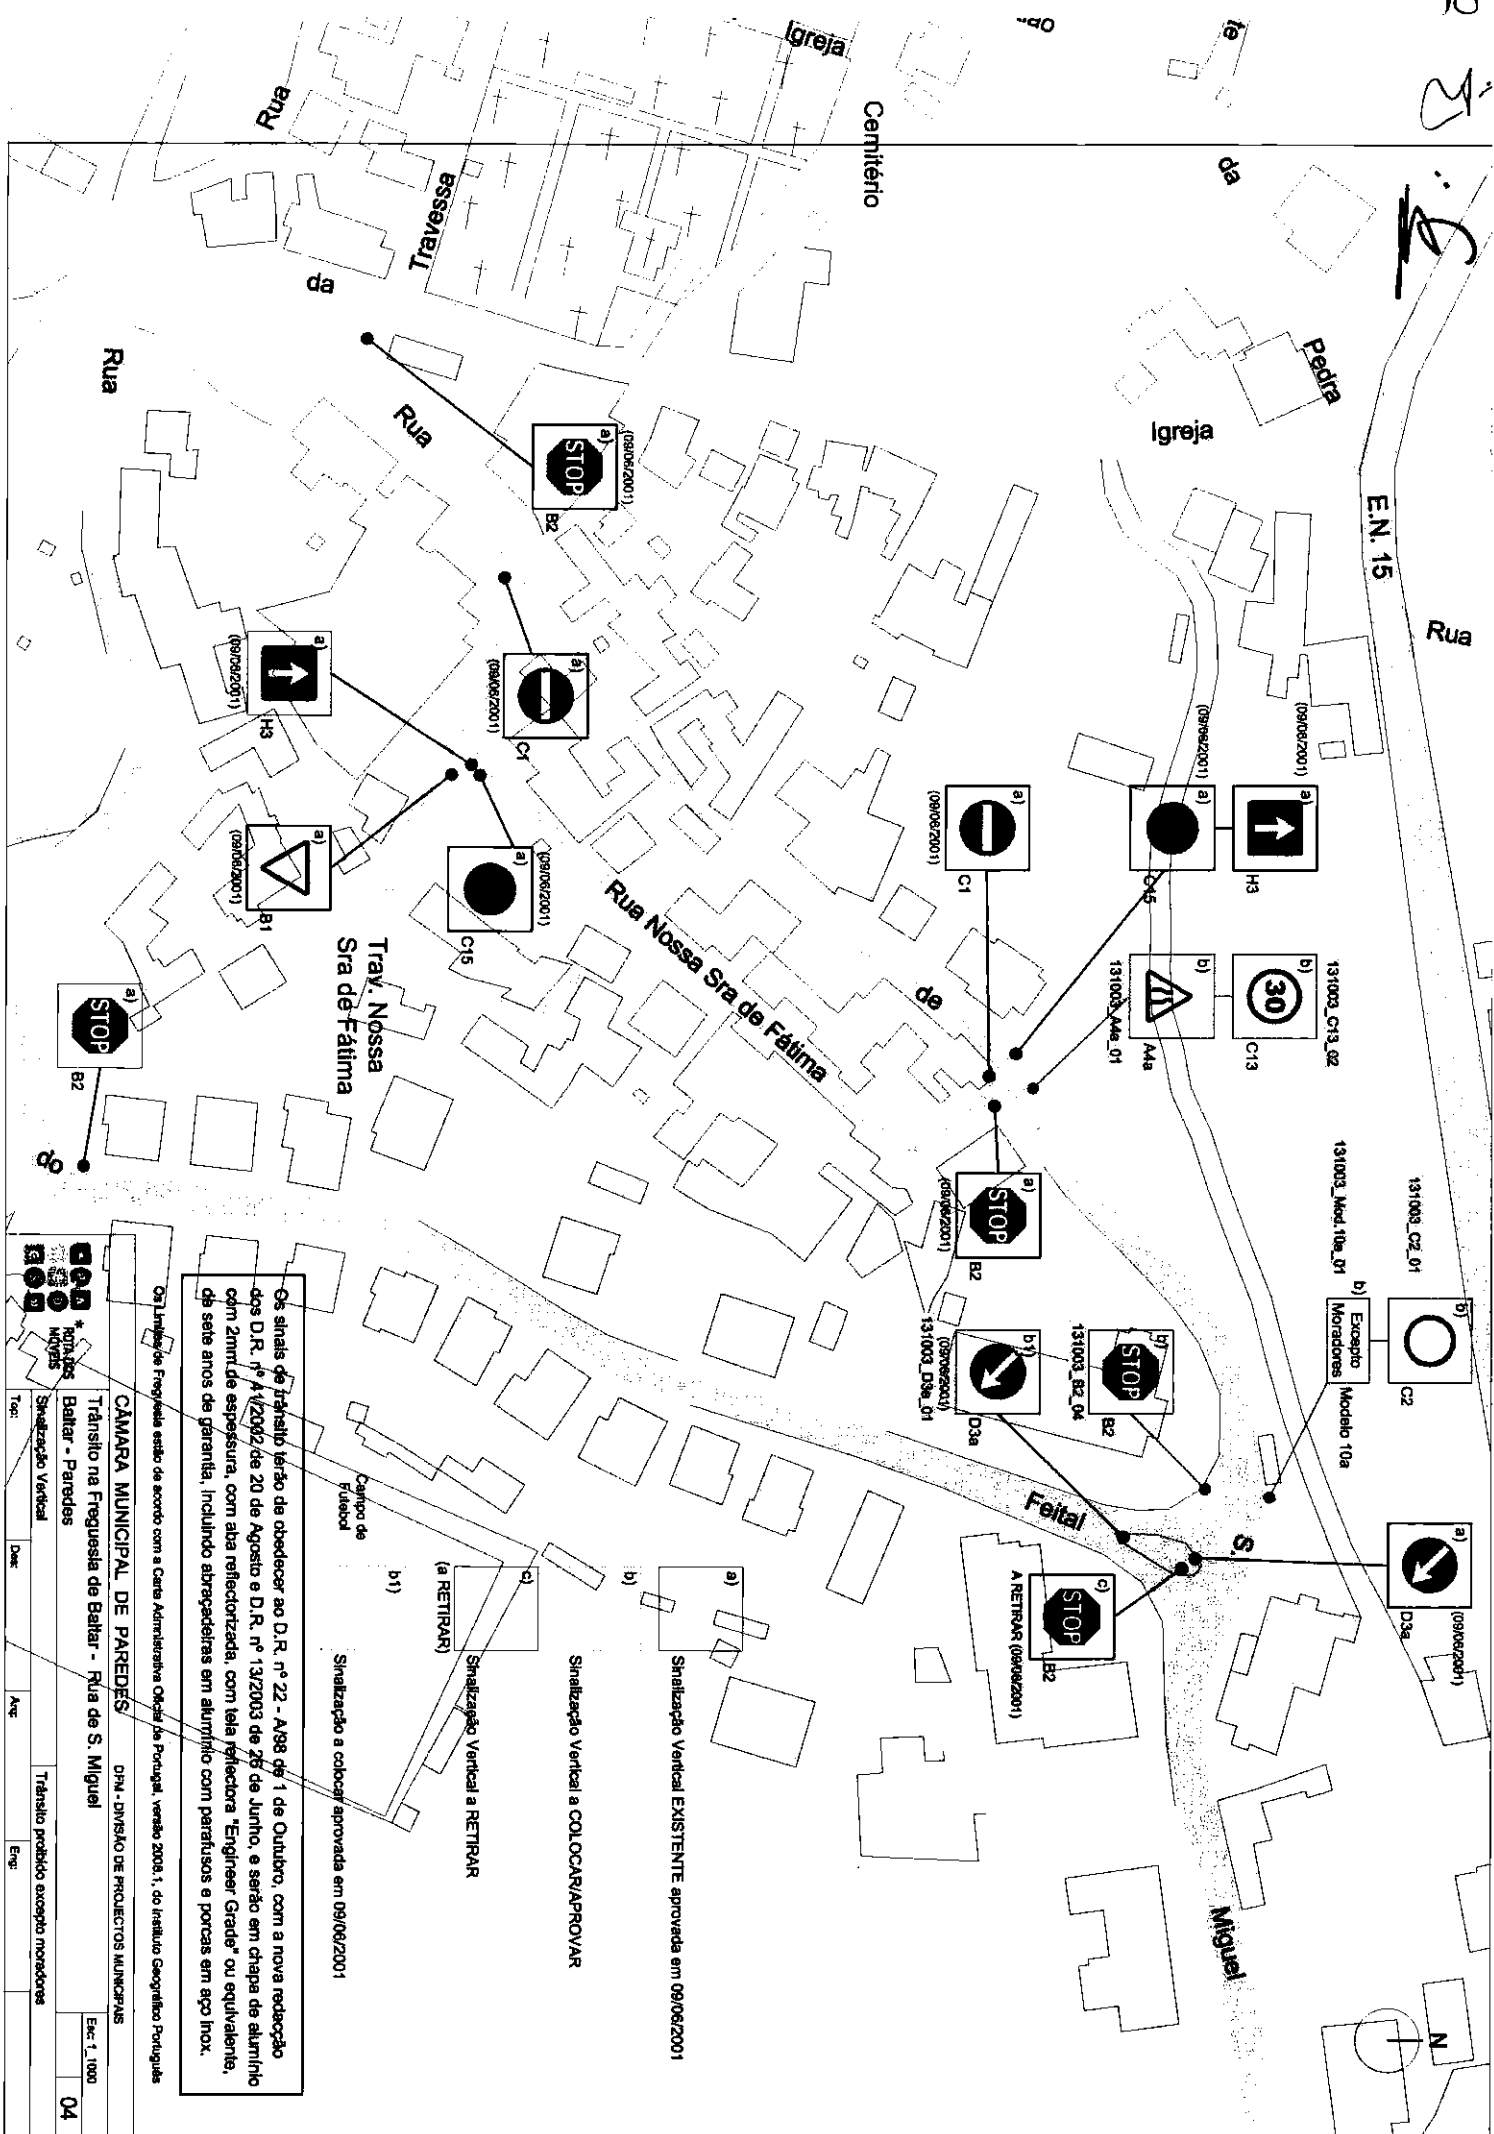 Igreja
Rua
Travessa
da
Cemitério
da
Pedra
Igreja
E.N. 15
Rua
Rua
Rua
(09/06/2001)
a)
STOP
B2
a)
(09/06/2001)
H3
a)
(09/06/2001)
C1
a)
(09/06/2001)
B1
(09/06/2001)
a)
C15
a)
STOP
B2
do
Trav. Nossa
Sra de Fátima
Rua Nossa Sra de Fátima
de
a)
(09/06/2001)
C1
(09/06/2001)
a)
C15
(09/06/2001)
a)
H3
b)
131003_A4a_01
A4a
131003_C13_02
b)
30
C13
a)
STOP
(09/06/2001)
B2
131003_Mod.10a_01
b)
Excepto
Moradores
Modelo 10a
131003_C2_01
b)
C2
b1)
(09/06/2001)
131003_D3a_01
D3a
b)
STOP
131003_B2_04
B2
Feital
S.
Miguel
a)
(09/06/2001)
D3a
c)
STOP
B2
A RETIRAR (09/06/2001)
N
a)
Sinalização Vertical EXISTENTE aprovada em 09/06/2001
b)
Sinalização Vertical a COLOCAR/APROVAR
c)
(a RETIRAR)
Sinalização Vertical a RETIRAR
b1)
Sinalização a colocar aprovada em 09/06/2001
Campo de
Futebol
Os sinais de trânsito terão de obedecer ao D.R. nº 22 - A/98 de 1 de Outubro, com a nova redacção
dos D.R. nº 41/2002 de 20 de Agosto e D.R. nº 13/2003 de 26 de Junho, e serão em chapa de alumínio
com 2mm de espessura, com aba reflectorizada, com tela reflectora "Engineer Grade" ou equivalente,
de sete anos de garantia, incluindo abraçadeiras em alumínio com parafusos e porcas em aço inox.
Os Limites de Freguesia estão de acordo com a Carta Administrativa Oficial de Portugal, versão 2008.1, do Instituto Geográfico Português
ROTA DOS
MÓVEIS
CÂMARA MUNICIPAL DE PAREDES
DPM - DIVISÃO DE PROJECTOS MUNICIPAIS
Trânsito na Freguesia de Baltar - Rua de S. Miguel
Baltar - Paredes
Esc: 1_1000
04
Sinalização Vertical
Trânsito proibido excepto moradores
Top:
Des:
Arq:
Eng: